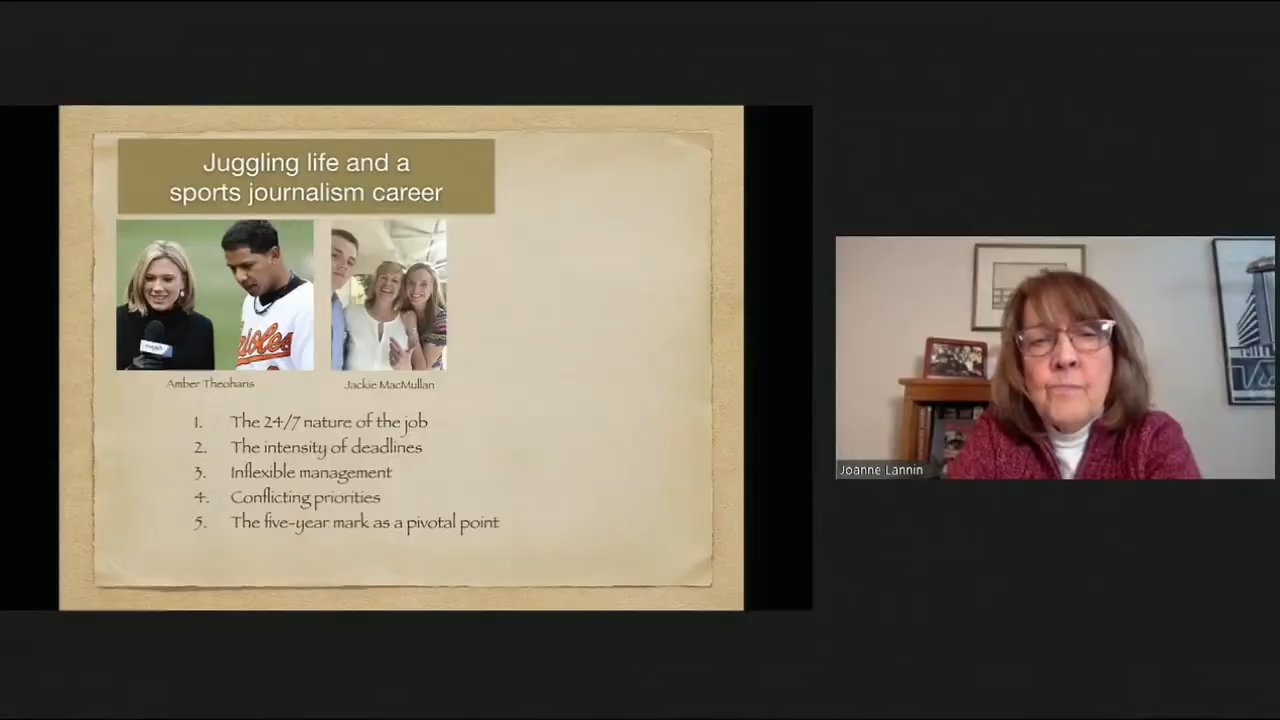 Juggling life and a
sports journalism career
Amber Theoharis
Jackie MacMullan
1. The 24/7 nature of the job
2. The intensity of deadlines
3. Inflexible management
4. Conflicting priorities
5. The five-year mark as a pivotal point
Joanne Lannin